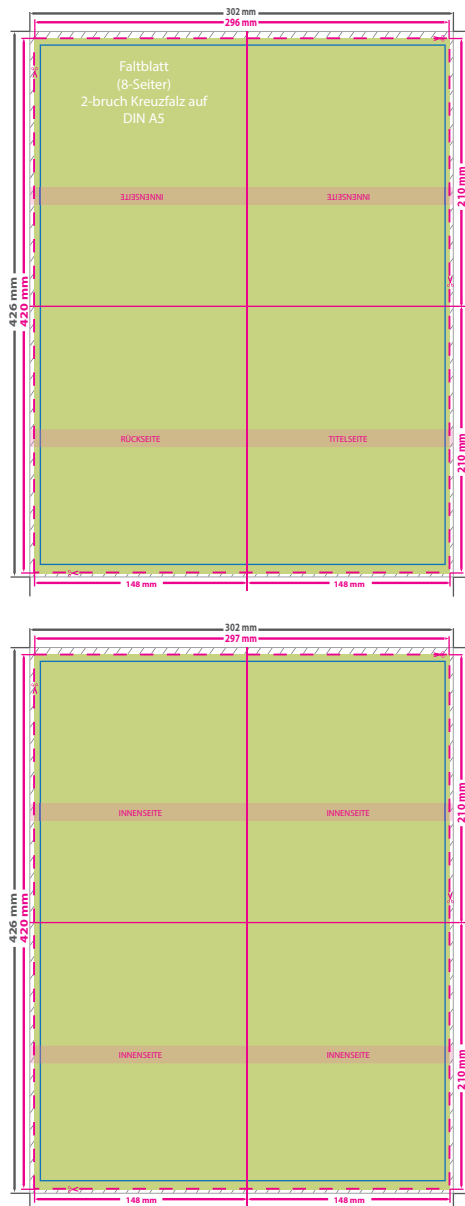 302 mm
296 mm
Faltblatt
(8-Seiter)
2-bruch Kreuzfalz auf
DIN A5
INNENSEITE
INNENSEITE
210 mm
426 mm
420 mm
RÜCKSEITE
TITELSEITE
210 mm
148 mm
148 mm
302 mm
297 mm
INNENSEITE
INNENSEITE
210 mm
426 mm
420 mm
INNENSEITE
INNENSEITE
210 mm
148 mm
148 mm